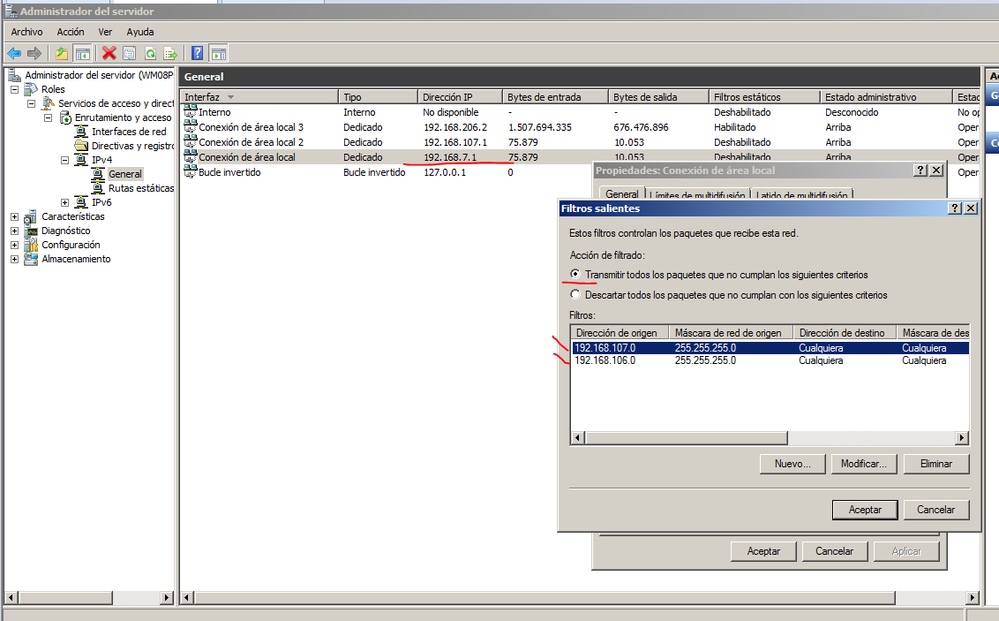 Administrador del servidor
Archivo Acción Ver Ayuda
Administrador del servidor (WM08P
Roles
Servicios de acceso y direct
Enrutamiento y acceso
Interfaces de red
Directivas y registro
IPv4
General
Rutas estáticas
IPv6
Características
Diagnóstico
Configuración
Almacenamiento
General
Interfaz Tipo Dirección IP Bytes de entrada Bytes de salida Filtros estáticos Estado administrativo Estac
Interno Interno No disponible - - Deshabilitado Desconocido No op
Conexión de área local 3 Dedicado 192.168.206.2 1.507.694.335 676.476.896 Habilitado Arriba Oper
Conexión de área local 2 Dedicado 192.168.107.1 75.879 10.053 Deshabilitado Arriba Oper
Conexión de área local Dedicado 192.168.7.1 75.879 10.053 Deshabilitado Arriba Oper
Bucle invertido Bucle invertido 127.0.0.1 0 Oper
Propiedades: Conexión de área local
General Límites de multidifusión Latido de multidifusión
Filtros salientes
Estos filtros controlan los paquetes que recibe esta red.
Acción de filtrado:
Transmitir todos los paquetes que no cumplan los siguientes criterios
Descartar todos los paquetes que no cumplan con los siguientes criterios
Filtros:
Dirección de origen Máscara de red de origen Dirección de destino Máscara de des
192.168.107.0 255.255.255.0 Cualquiera Cualquiera
192.168.106.0 255.255.255.0 Cualquiera Cualquiera
Nuevo... Modificar... Eliminar
Aceptar Cancelar
Aceptar Cancelar Aplicar